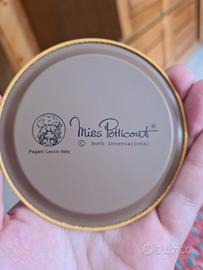 Miss Petticoat®
© Roth International
Pagani Lecco Italy